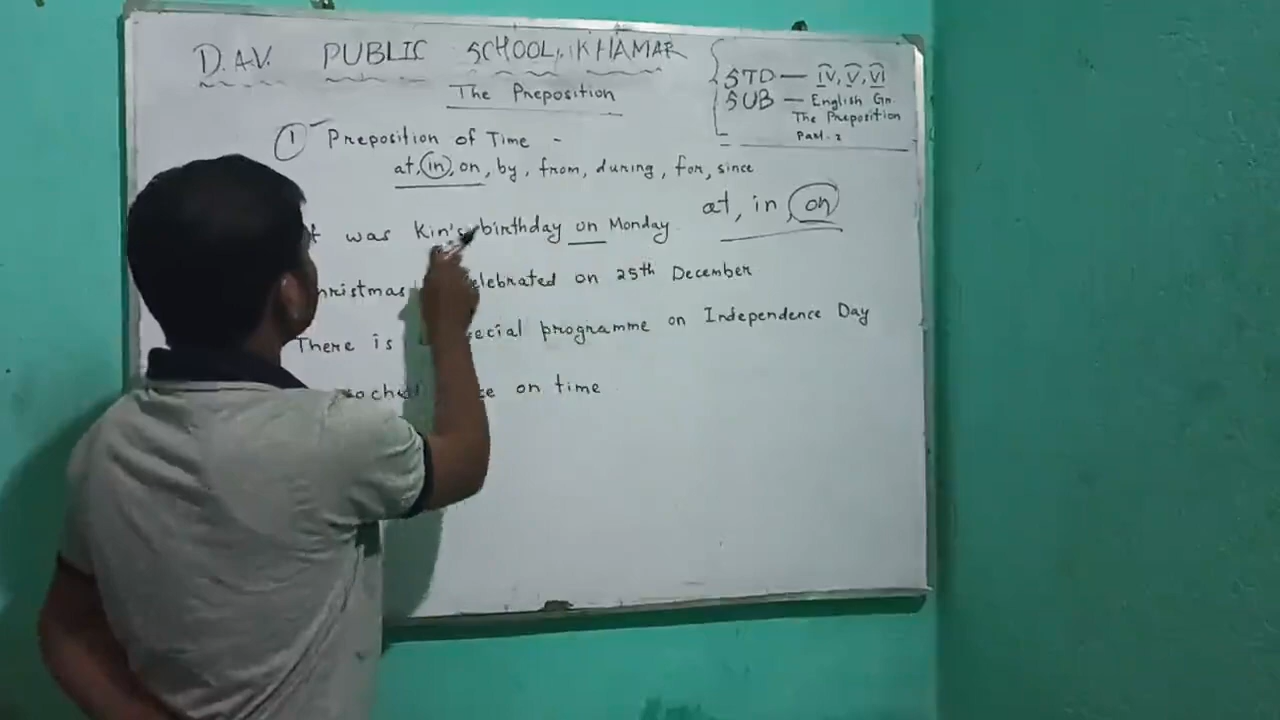 D.A.V. PUBLIC SCHOOL, KHAMAR
STD — IV, V, VI
SUB — English Gr.
The Preposition
Part-2
The Preposition
1 Preposition of Time -
at, in, on, by, from, during, for, since
at, in, on
was Kin's birthday on Monday
on 25th December
There is programme on Independence Day
on time